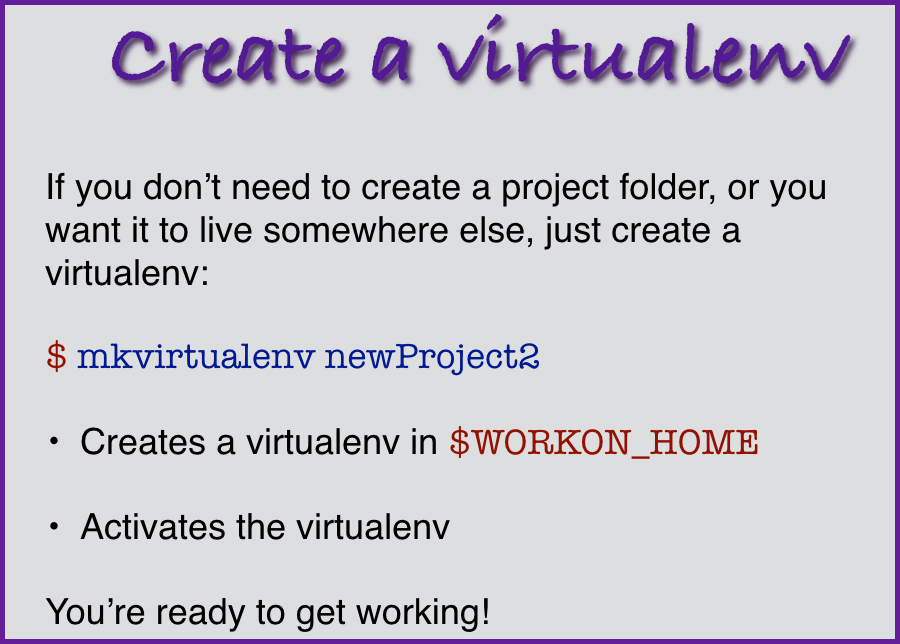 Create a virtualenv
If you don’t need to create a project folder, or you
want it to live somewhere else, just create a
virtualenv:
$ mkvirtualenv newProject2
• Creates a virtualenv in $WORKON_HOME
• Activates the virtualenv
You’re ready to get working!